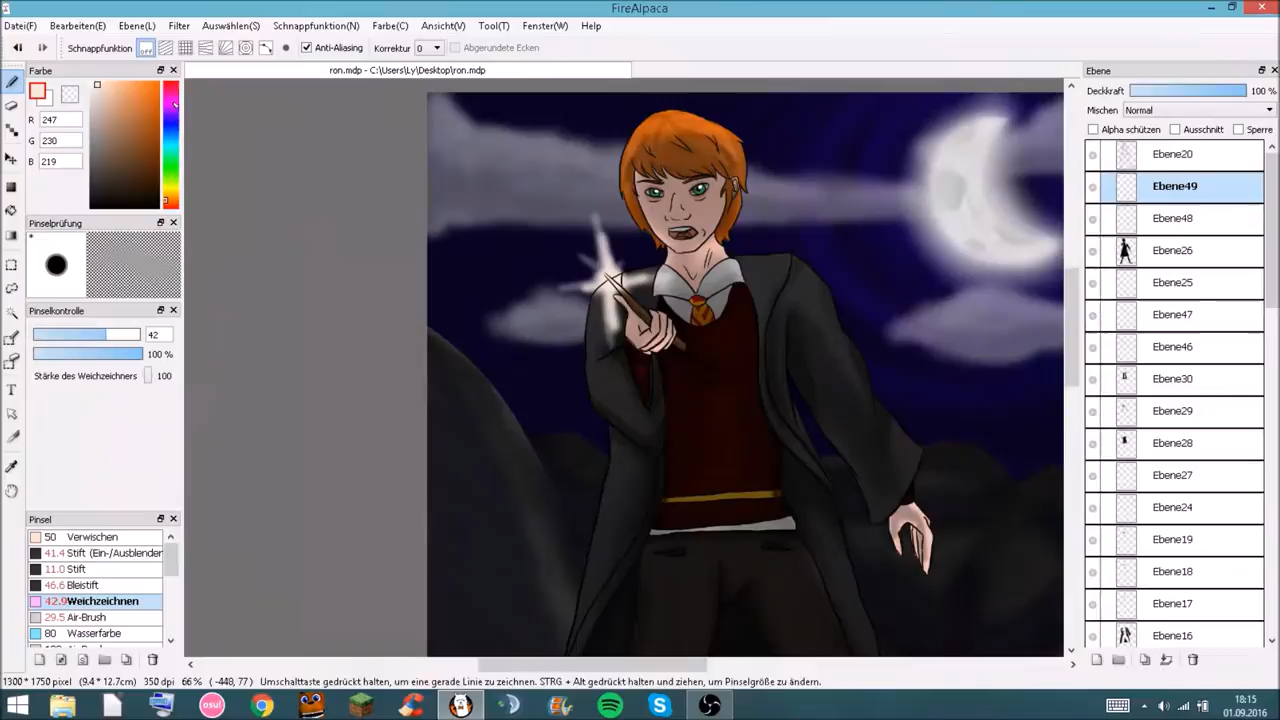 FireAlpaca
Datei(F) Bearbeiten(E) Ebene(L) Filter Auswählen(S) Schnappfunktion(N) Farbe(C) Ansicht(V) Tool(T) Fenster(W) Help
Schnappfunktion OFF Anti-Aliasing Korrektur 0 Abgerundete Ecken
Farbe
ron.mdp - C:\Users\Ly\Desktop\ron.mdp
Ebene
Deckkraft 100 %
Mischen Normal
Alpha schützen Ausschnitt Sperre
R 247
G 230
B 219
Pinselprüfung
Pinselkontrolle
42
100 %
Stärke des Weichzeichners 100
Pinsel
50 Verwischen
41.4 Stift (Ein-/Ausblenden
11.0 Stift
46.6 Bleistift
42.9 Weichzeichnen
29.5 Air-Brush
80 Wasserfarbe
Ebene20
Ebene49
Ebene48
Ebene26
Ebene25
Ebene47
Ebene46
Ebene30
Ebene29
Ebene28
Ebene27
Ebene24
Ebene19
Ebene18
Ebene17
Ebene16
1300 * 1750 pixel (9.4 * 12.7cm) 350 dpi 66 % (-448, 77) Umschalttaste gedrückt halten, um eine gerade Linie zu zeichnen. STRG + Alt gedrückt halten und ziehen, um Pinselgröße zu ändern.
osu!
18:15
01.09.2016